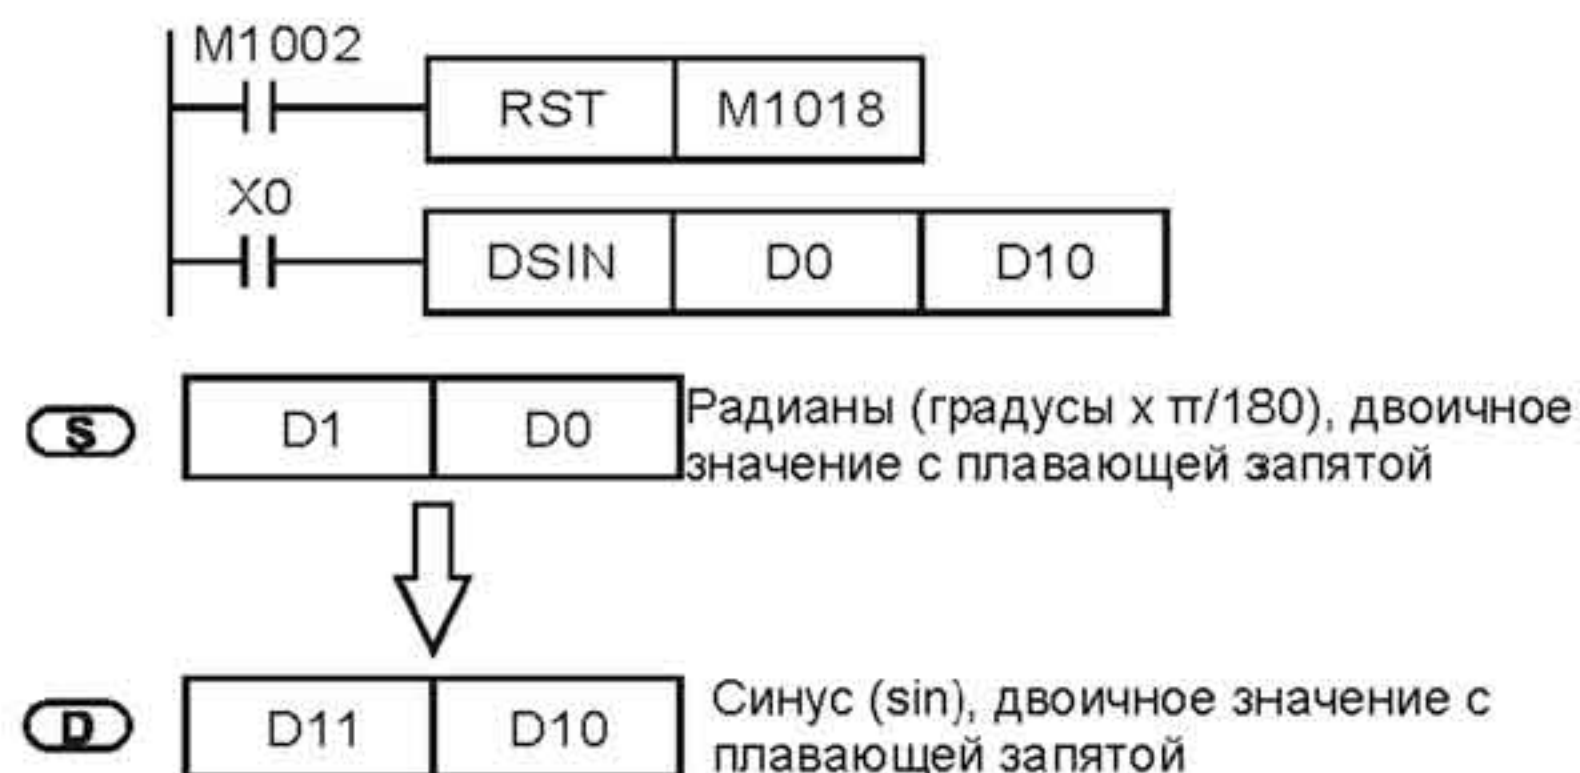 M1002
RST M1018
X0
DSIN D0 D10
S D1 D0 Радианы (градусы x π/180), двоичное
значение с плавающей запятой
D D11 D10 Синус (sin), двоичное значение с
плавающей запятой